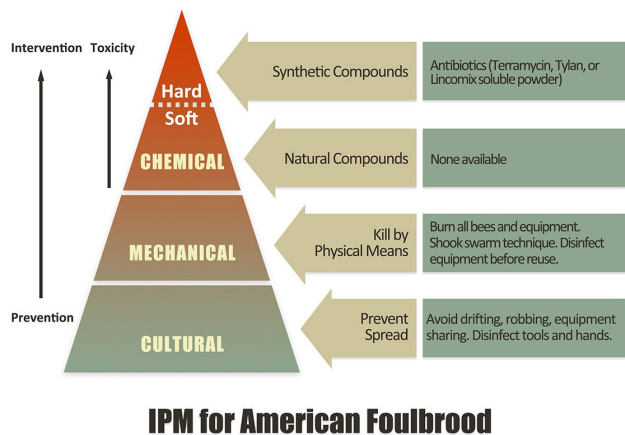 Intervention Toxicity
Hard
Soft
CHEMICAL
MECHANICAL
CULTURAL
Prevention
Synthetic Compounds
Antibiotics (Terramycin, Tylan, or
Lincomix soluble powder)
Natural Compounds
None available
Kill by
Physical Means
Burn all bees and equipment.
Shook swarm technique. Disinfect
equipment before reuse.
Prevent
Spread
Avoid drifting, robbing, equipment
sharing. Disinfect tools and hands.
IPM for American Foulbrood